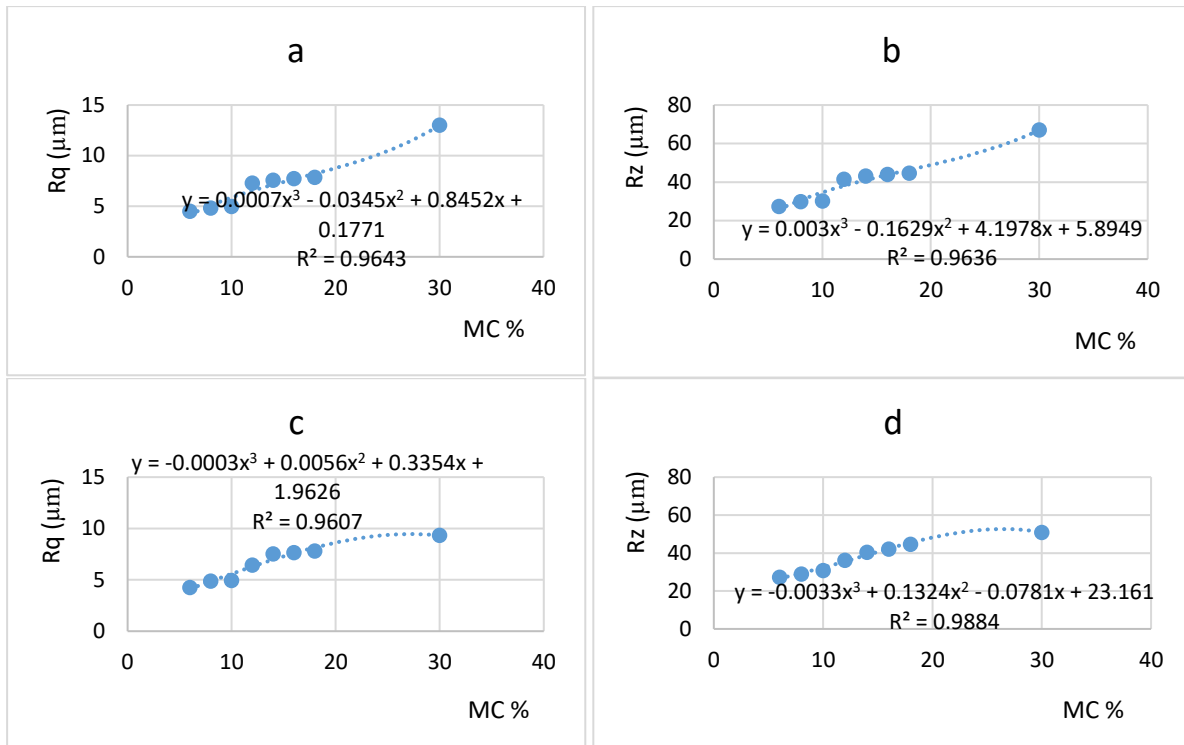 a
Rq (μm)
15
10
5
0
y = 0.0007x³ - 0.0345x² + 0.8452x +
0.1771
R² = 0.9643
0 10 20 30 40
MC %
b
Rz (μm)
80
60
40
20
0
y = 0.003x³ - 0.1629x² + 4.1978x + 5.8949
R² = 0.9636
0 10 20 30 40
MC %
c
y = -0.0003x³ + 0.0056x² + 0.3354x +
1.9626
R² = 0.9607
Rq (μm)
15
10
5
0
0 10 20 30 40
MC %
d
Rz (μm)
80
60
40
20
0
y = -0.0033x³ + 0.1324x² - 0.0781x + 23.161
R² = 0.9884
0 10 20 30 40
MC %